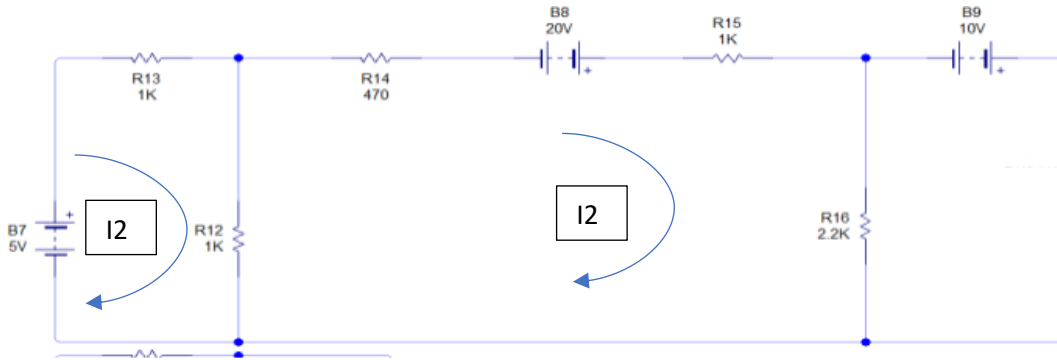 B8
20V
+
R15
1K
B9
10V
+
R13
1K
R14
470
B7
5V
+
I2
R12
1K
I2
R16
2.2K